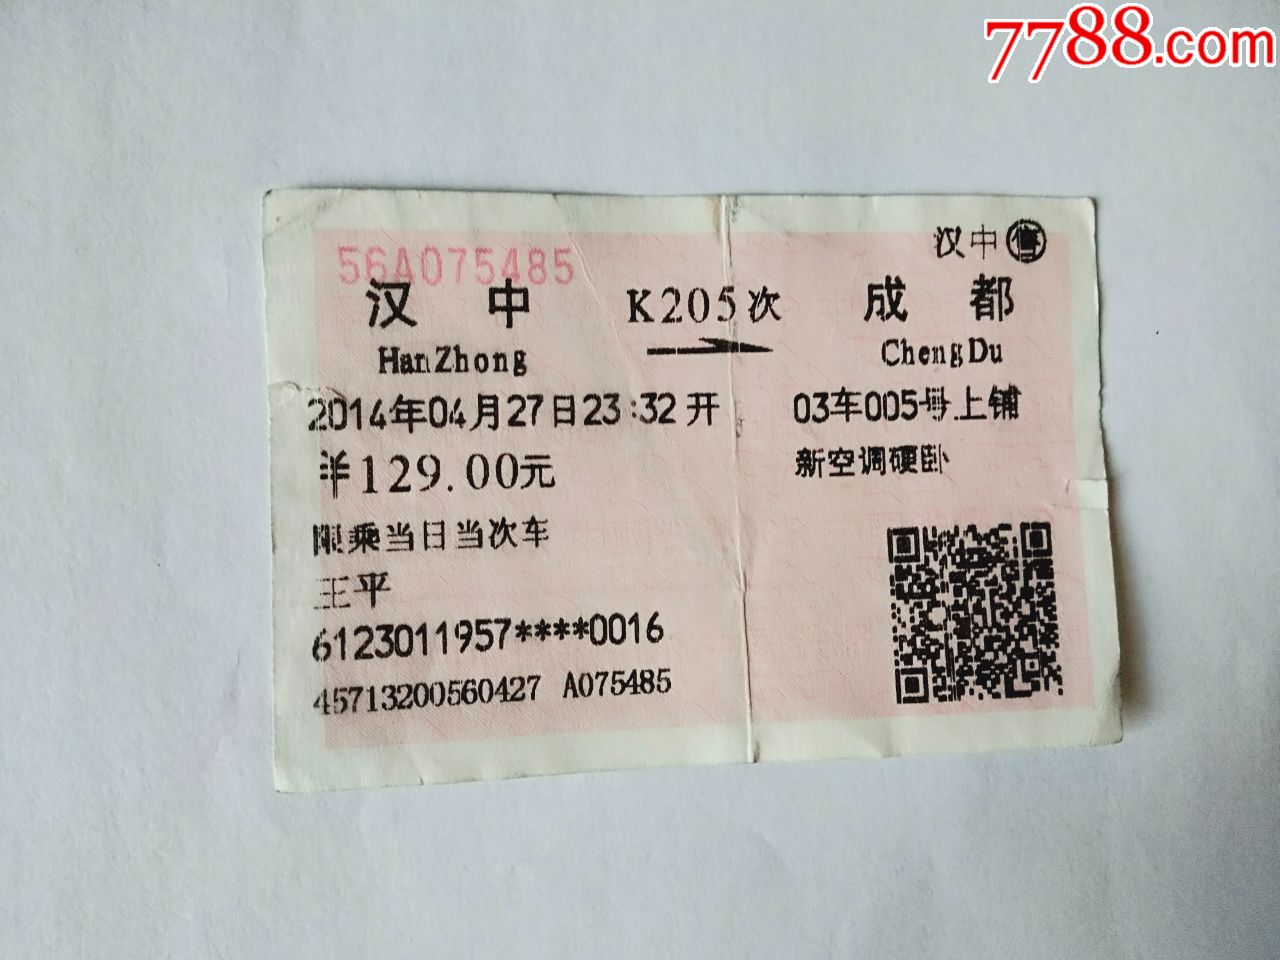 7788.com
56A075485
汉中售
汉中 K205次 成都
HanZhong ChengDu
2014年04月27日23:32开 03车005号上铺
¥129.00元 新空调硬卧
限乘当日当次车
王平
6123011957****0016
45713200560427 A075485